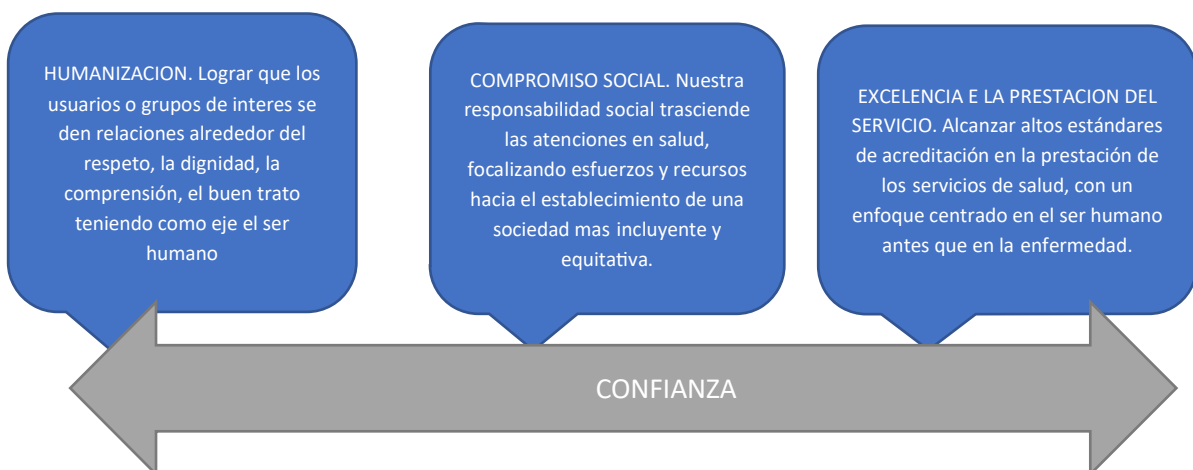 HUMANIZACION. Lograr que los
usuarios o grupos de interes se
den relaciones alrededor del
respeto, la dignidad, la
comprensión, el buen trato
teniendo como eje el ser
humano
COMPROMISO SOCIAL. Nuestra
responsabilidad social trasciende
las atenciones en salud,
focalizando esfuerzos y recursos
hacia el establecimiento de una
sociedad mas incluyente y
equitativa.
EXCELENCIA E LA PRESTACION DEL
SERVICIO. Alcanzar altos estándares
de acreditación en la prestación de
los servicios de salud, con un
enfoque centrado en el ser humano
antes que en la enfermedad.
CONFIANZA